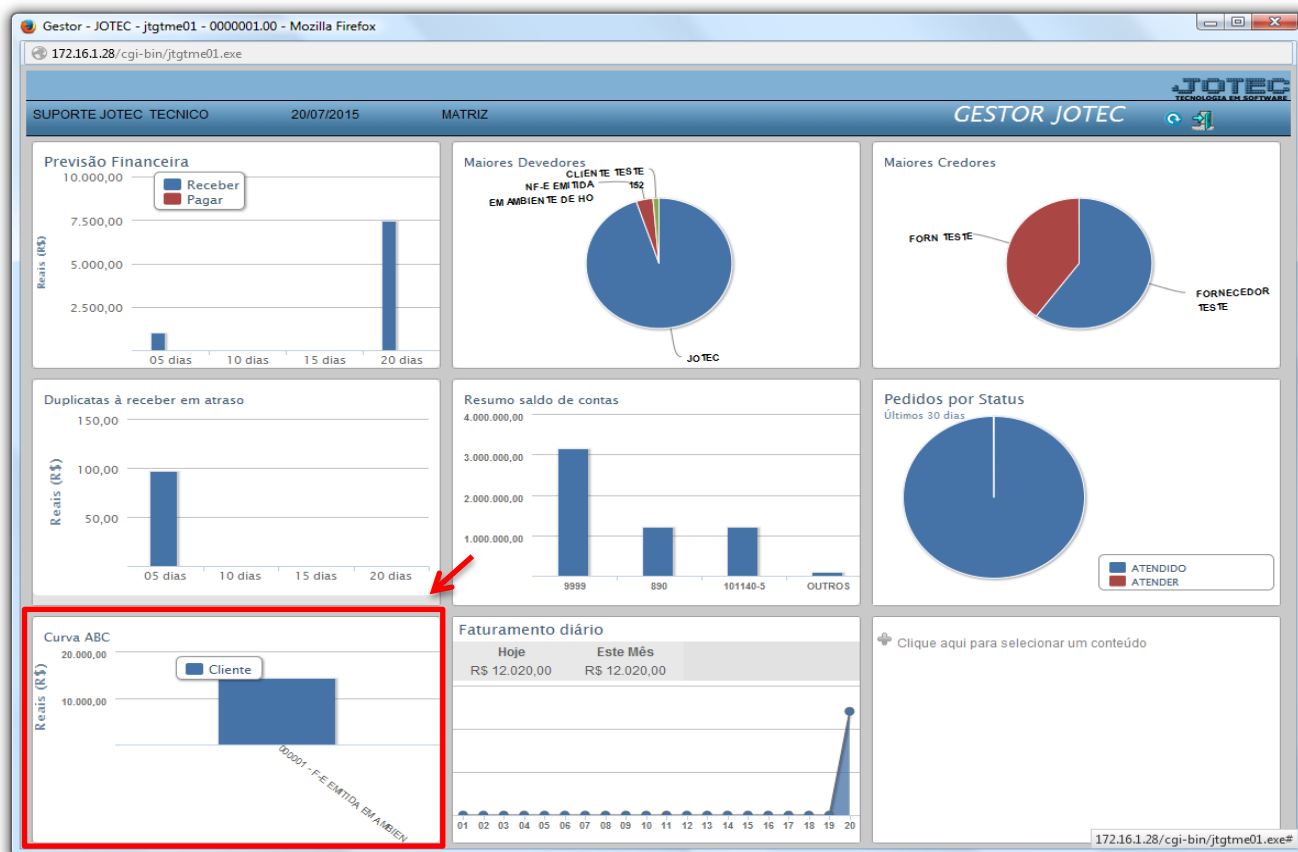 Gestor - JOTEC - jtgtme01 - 0000001.00 - Mozilla Firefox
172.16.1.28/cgi-bin/jtgtme01.exe
JOTEC
TECNOLOGIA EM SOFTWARE
SUPORTE JOTEC TECNICO 20/07/2015 MATRIZ GESTOR JOTEC
Previsão Financeira
10.000,00
7.500,00
5.000,00
2.500,00
Reais (R$)
Receber
Pagar
05 dias 10 dias 15 dias 20 dias
Maiores Devedores
CLIENTE TESTE
152
NF-E EMITIDA
EM AMBIENTE DE HO
JOTEC
Maiores Credores
FORN TESTE
FORNECEDOR
TESTE
Duplicatas à receber em atraso
150,00
100,00
50,00
Reais (R$)
05 dias 10 dias 15 dias 20 dias
Resumo saldo de contas
4.000.000,00
3.000.000,00
2.000.000,00
1.000.000,00
9999 890 101140-5 OUTROS
Pedidos por Status
Últimos 30 dias
ATENDIDO
ATENDER
Curva ABC
20.000,00
10.000,00
Reais (R$)
Cliente
000001 - F-E EMITIDA EM AMBIEN
Faturamento diário
Hoje Este Mês
R$ 12.020,00 R$ 12.020,00
01 02 03 04 05 06 07 08 09 10 11 12 13 14 15 16 17 18 19 20
Clique aqui para selecionar um conteúdo
172.16.1.28/cgi-bin/jtgtme01.exe#